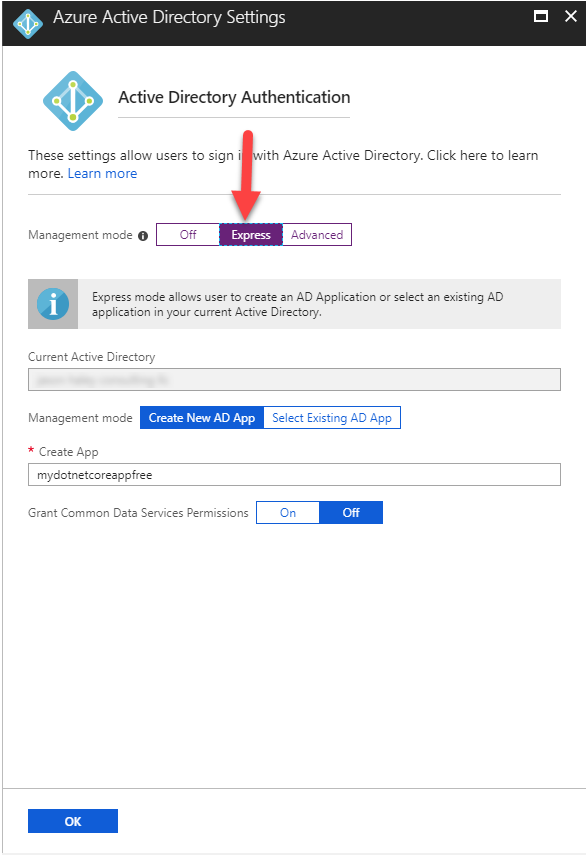 Azure Active Directory Settings
Active Directory Authentication
These settings allow users to sign in with Azure Active Directory. Click here to learn
more. Learn more
Management mode Off Express Advanced
Express mode allows user to create an AD Application or select an existing AD
application in your current Active Directory.
Current Active Directory
Management mode Create New AD App Select Existing AD App
* Create App
mydotnetcoreappfree
Grant Common Data Services Permissions On Off
OK